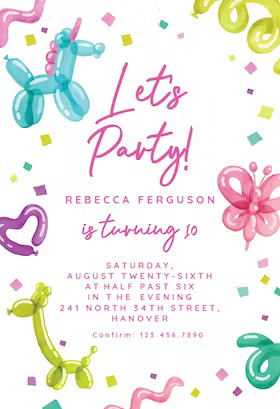 Let's
Party!
REBECCA FERGUSON
is turning 10
SATURDAY,
AUGUST TWENTY-SIXTH
AT HALF PAST SIX
IN THE EVENING
241 NORTH 34TH STREET,
HANOVER
Confirm: 123.456.7890